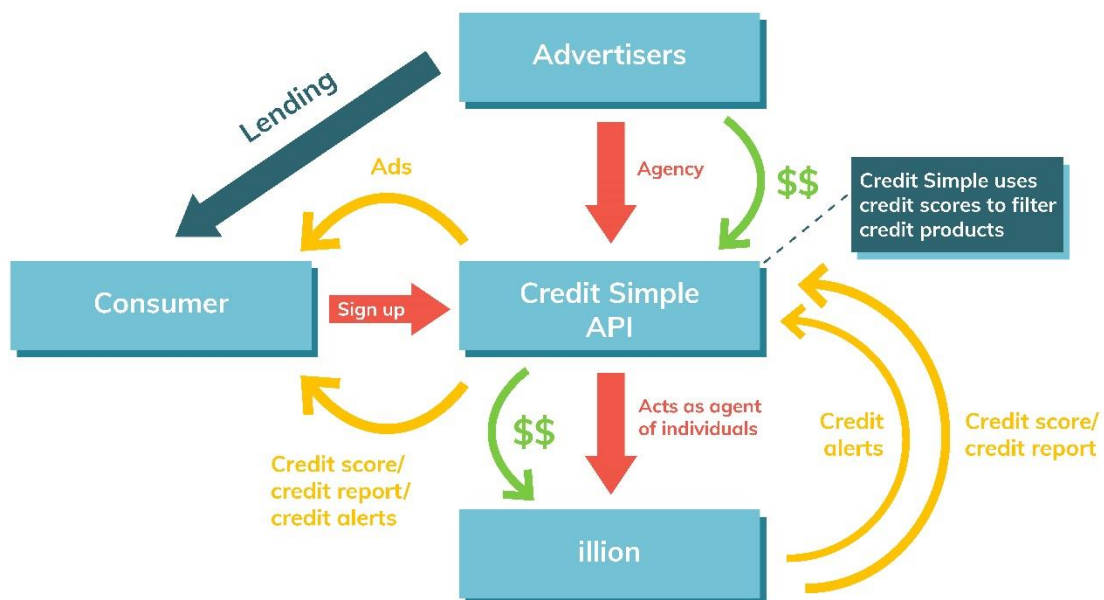 Advertisers
Lending
Ads
Agency
$$
Credit Simple uses
credit scores to filter
credit products
Consumer
Sign up
Credit Simple
API
$$
Acts as agent
of individuals
Credit
alerts
Credit score/
credit report
Credit score/
credit report/
credit alerts
illion